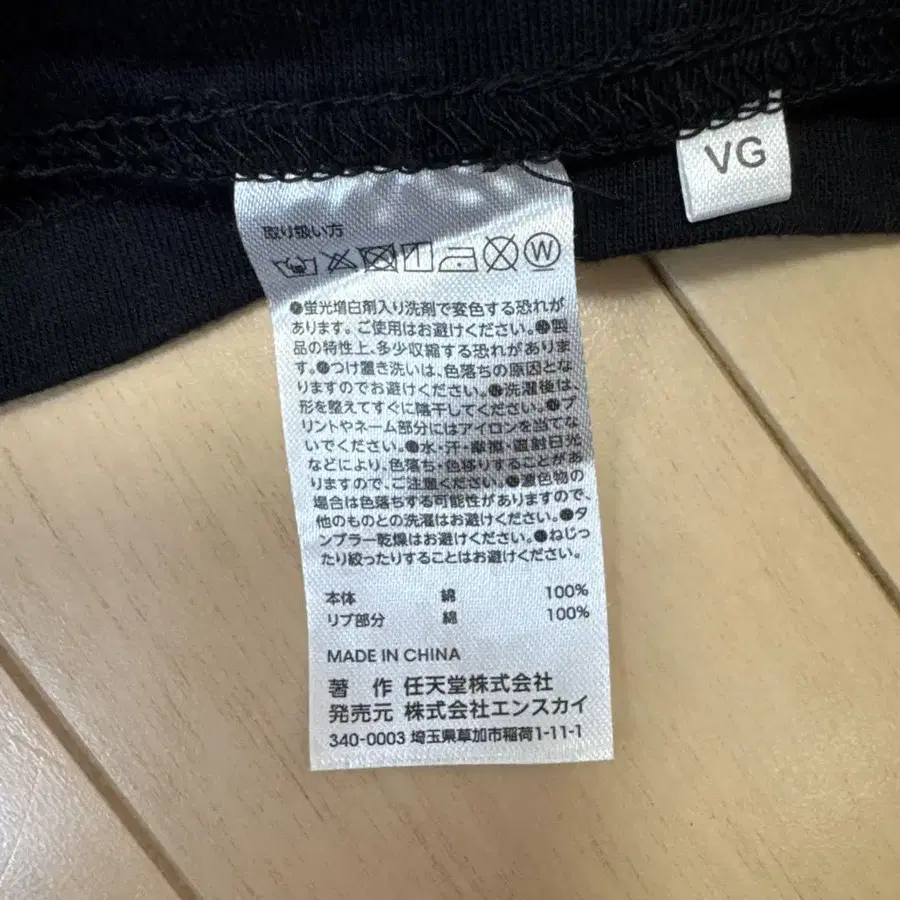 VG
取り扱い方
W
●蛍光増白剤入り洗剤で変色する恐れが
あります。ご使用はお避けください。●製
品の特性上、多少収縮する恐れがありま
す。●つけ置き洗いは、色落ちの原因とな
りますのでお避けください。●洗濯後は、
形を整えてすぐに陰干してください。●プ
リントやネーム部分にはアイロンを当てな
いでください。●水・汗・摩擦・直射日光
などにより、色落ち・色移りすることがあ
りますので、ご注意ください。●濃色物の
場合は色落ちする可能性がありますので、
他のものとの洗濯はお避けください。●タ
ンブラー乾燥はお避けください。●ねじっ
たり絞ったりすることはお避けください。
本体 綿 100%
リブ部分 綿 100%
MADE IN CHINA
著 作 任天堂株式会社
発売元 株式会社エンスカイ
340-0003 埼玉県草加市稲荷1-11-1